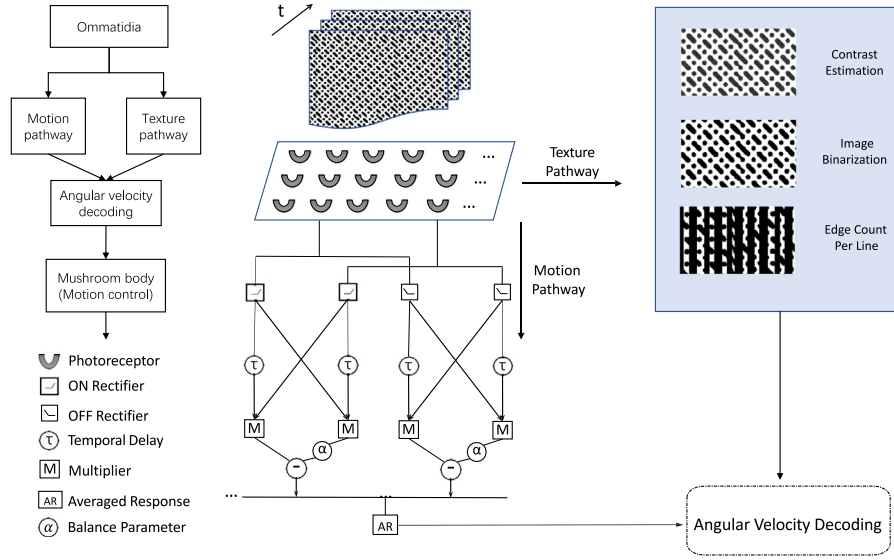 Ommatidia
Motion
pathway
Texture
pathway
Angular velocity
decoding
Mushroom body
(Motion control)
Photoreceptor
ON Rectifier
OFF Rectifier
τ Temporal Delay
M Multiplier
AR Averaged Response
α Balance Parameter
t
...
...
...
Texture
Pathway
Motion
Pathway
τ τ τ τ
M M M M
α α
- -
... ...
AR
Contrast
Estimation
Image
Binarization
Edge Count
Per Line
Angular Velocity Decoding